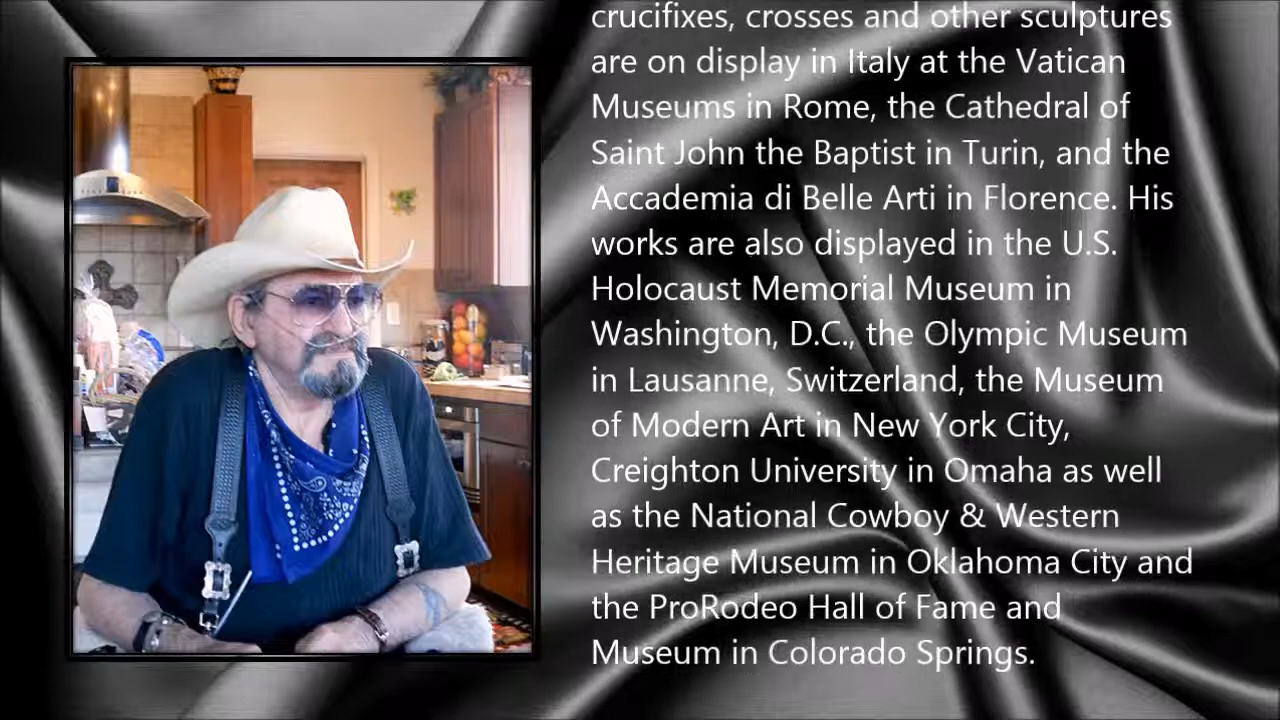 crucifixes, crosses and other sculptures
are on display in Italy at the Vatican
Museums in Rome, the Cathedral of
Saint John the Baptist in Turin, and the
Accademia di Belle Arti in Florence. His
works are also displayed in the U.S.
Holocaust Memorial Museum in
Washington, D.C., the Olympic Museum
in Lausanne, Switzerland, the Museum
of Modern Art in New York City,
Creighton University in Omaha as well
as the National Cowboy & Western
Heritage Museum in Oklahoma City and
the ProRodeo Hall of Fame and
Museum in Colorado Springs.